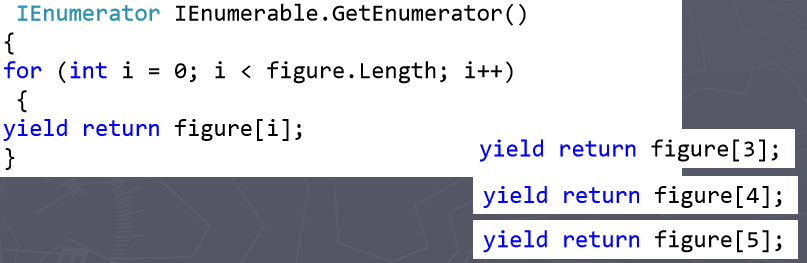 IEnumerator IEnumerable.GetEnumerator()
{
for (int i = 0; i < figure.Length; i++)
{
yield return figure[i];
}
yield return figure[3];
yield return figure[4];
yield return figure[5];